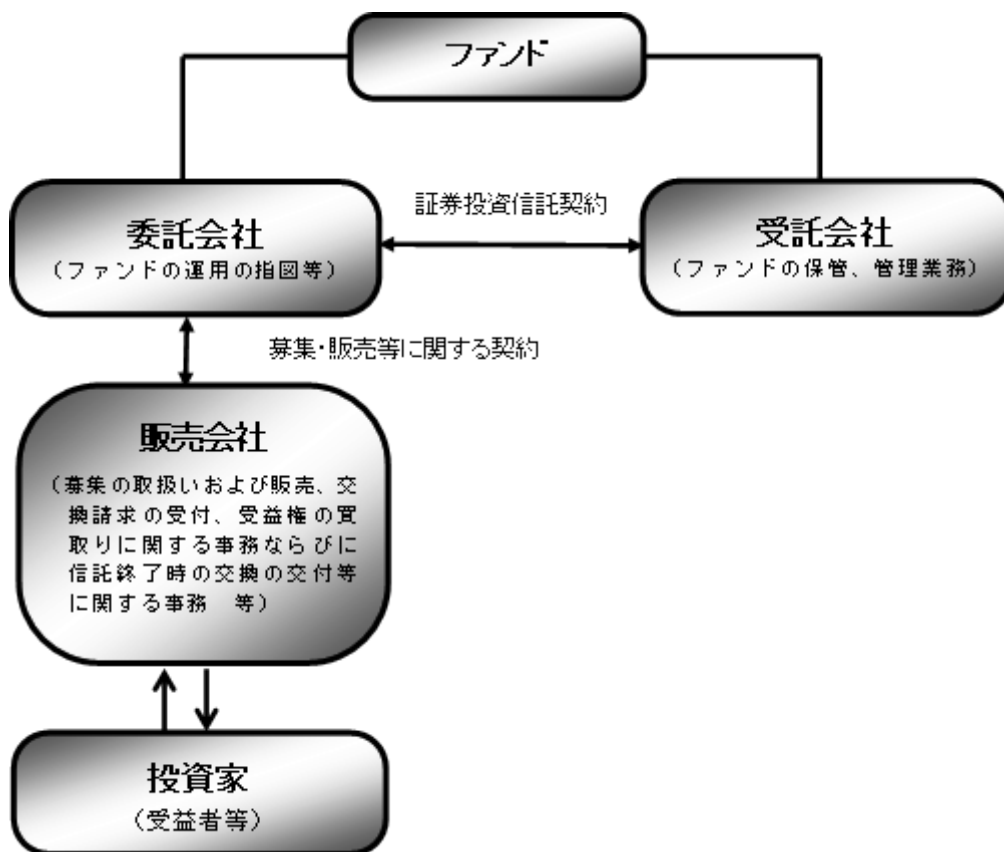 ファンド
証券投資信託契約
委託会社
（ファンドの運用の指図等）
受託会社
（ファンドの保管、管理業務）
募集・販売等に関する契約
販売会社
（募集の取扱いおよび販売、交
換請求の受付、受益権の買
取りに関する事務ならびに
信託終了時の交換の交付等
に関する事務　等）
投資家
（受益者等）